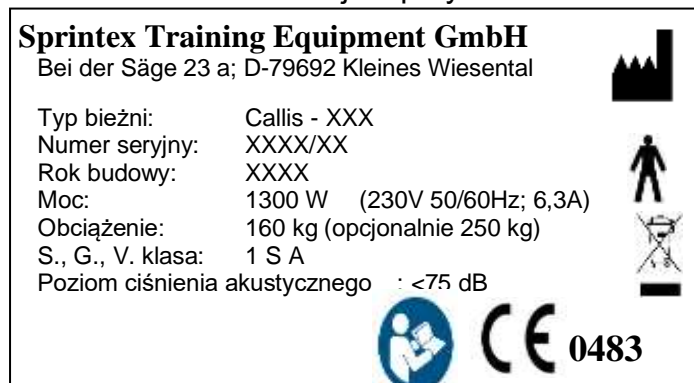 Sprintex Training Equipment GmbH
Bei der Säge 23 a; D-79692 Kleines Wiesental
Typ bieżni: Callis - XXX
Numer seryjny: XXXX/XX
Rok budowy: XXXX
Moc: 1300 W (230V 50/60Hz; 6,3A)
Obciążenie: 160 kg (opcjonalnie 250 kg)
S., G., V. klasa: 1 S A
Poziom ciśnienia akustycznego : <75 dB
CE 0483